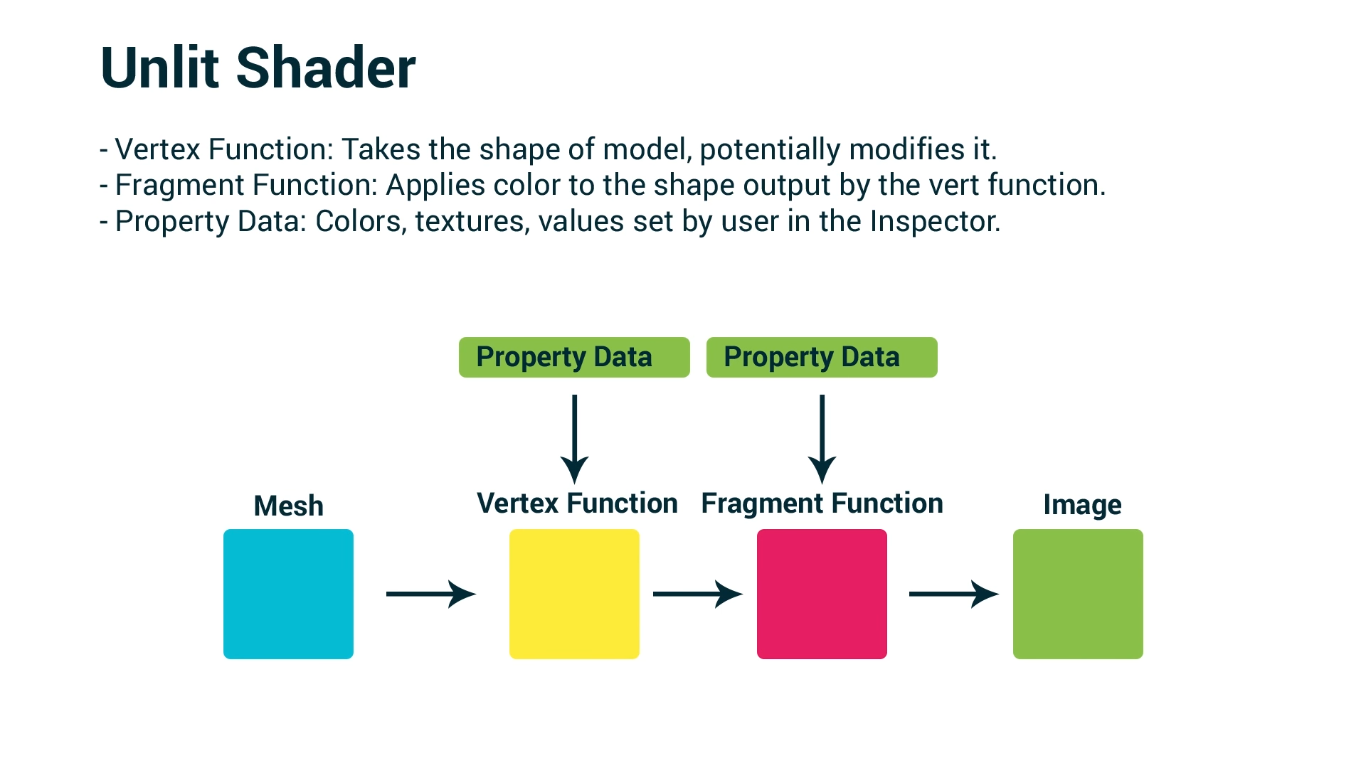 Unlit Shader
- Vertex Function: Takes the shape of model, potentially modifies it.
- Fragment Function: Applies color to the shape output by the vert function.
- Property Data: Colors, textures, values set by user in the Inspector.
Property Data
Property Data
Mesh
Vertex Function
Fragment Function
Image